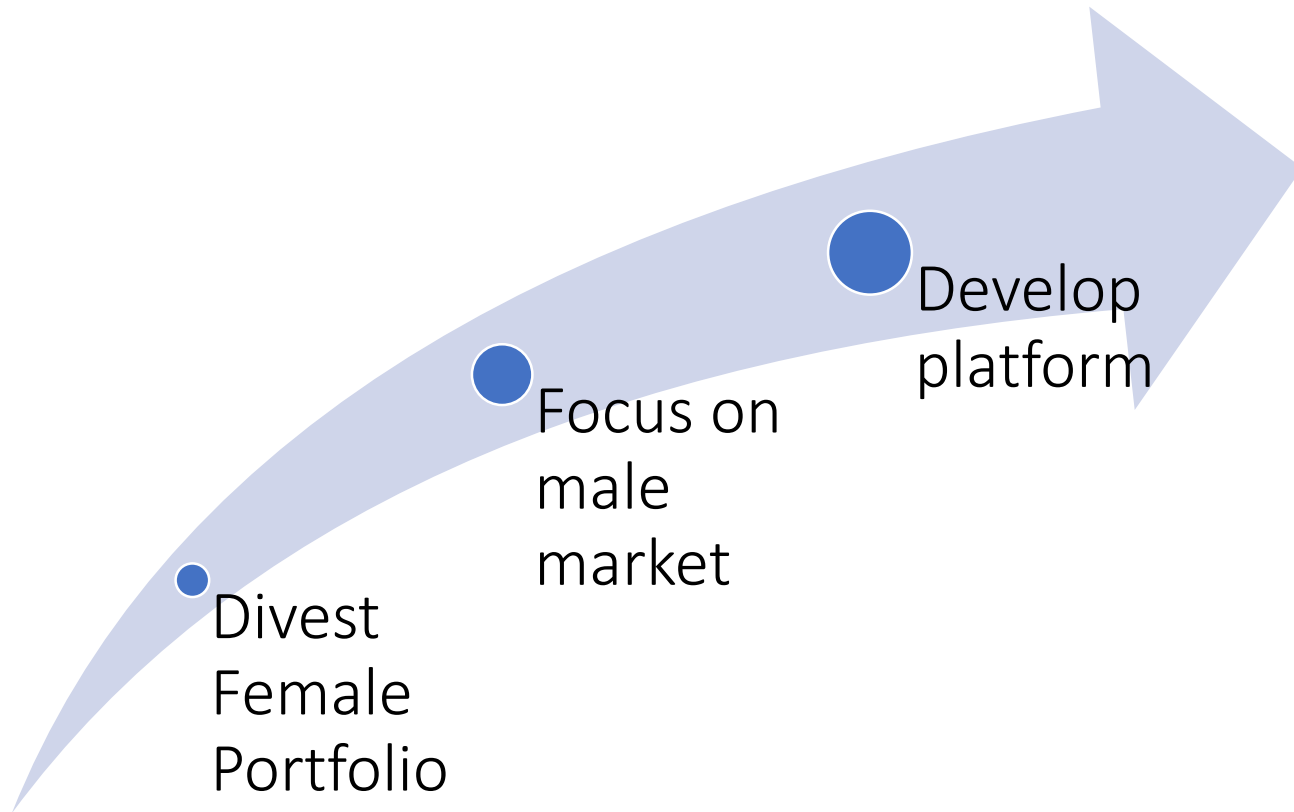 Divest
Female
Portfolio
Focus on
male
market
Develop
platform